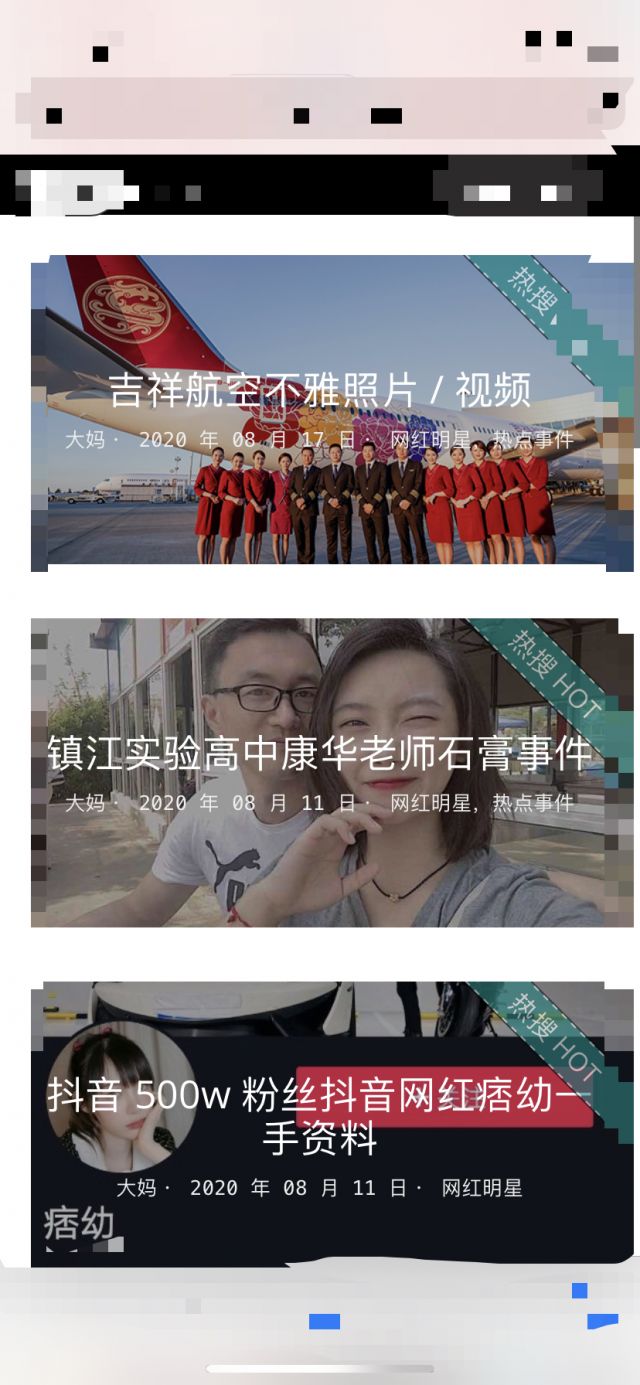 热搜
吉祥航空不雅照片 / 视频
大妈 · 2020 年 08 月 17 日 · 网红明星, 热点事件
热搜 HOT
镇江实验高中康华老师石膏事件
大妈 · 2020 年 08 月 11 日 · 网红明星, 热点事件
热搜 HOT
抖音 500w 粉丝抖音网红痞幼一
手资料
大妈 · 2020 年 08 月 11 日 · 网红明星
痞幼